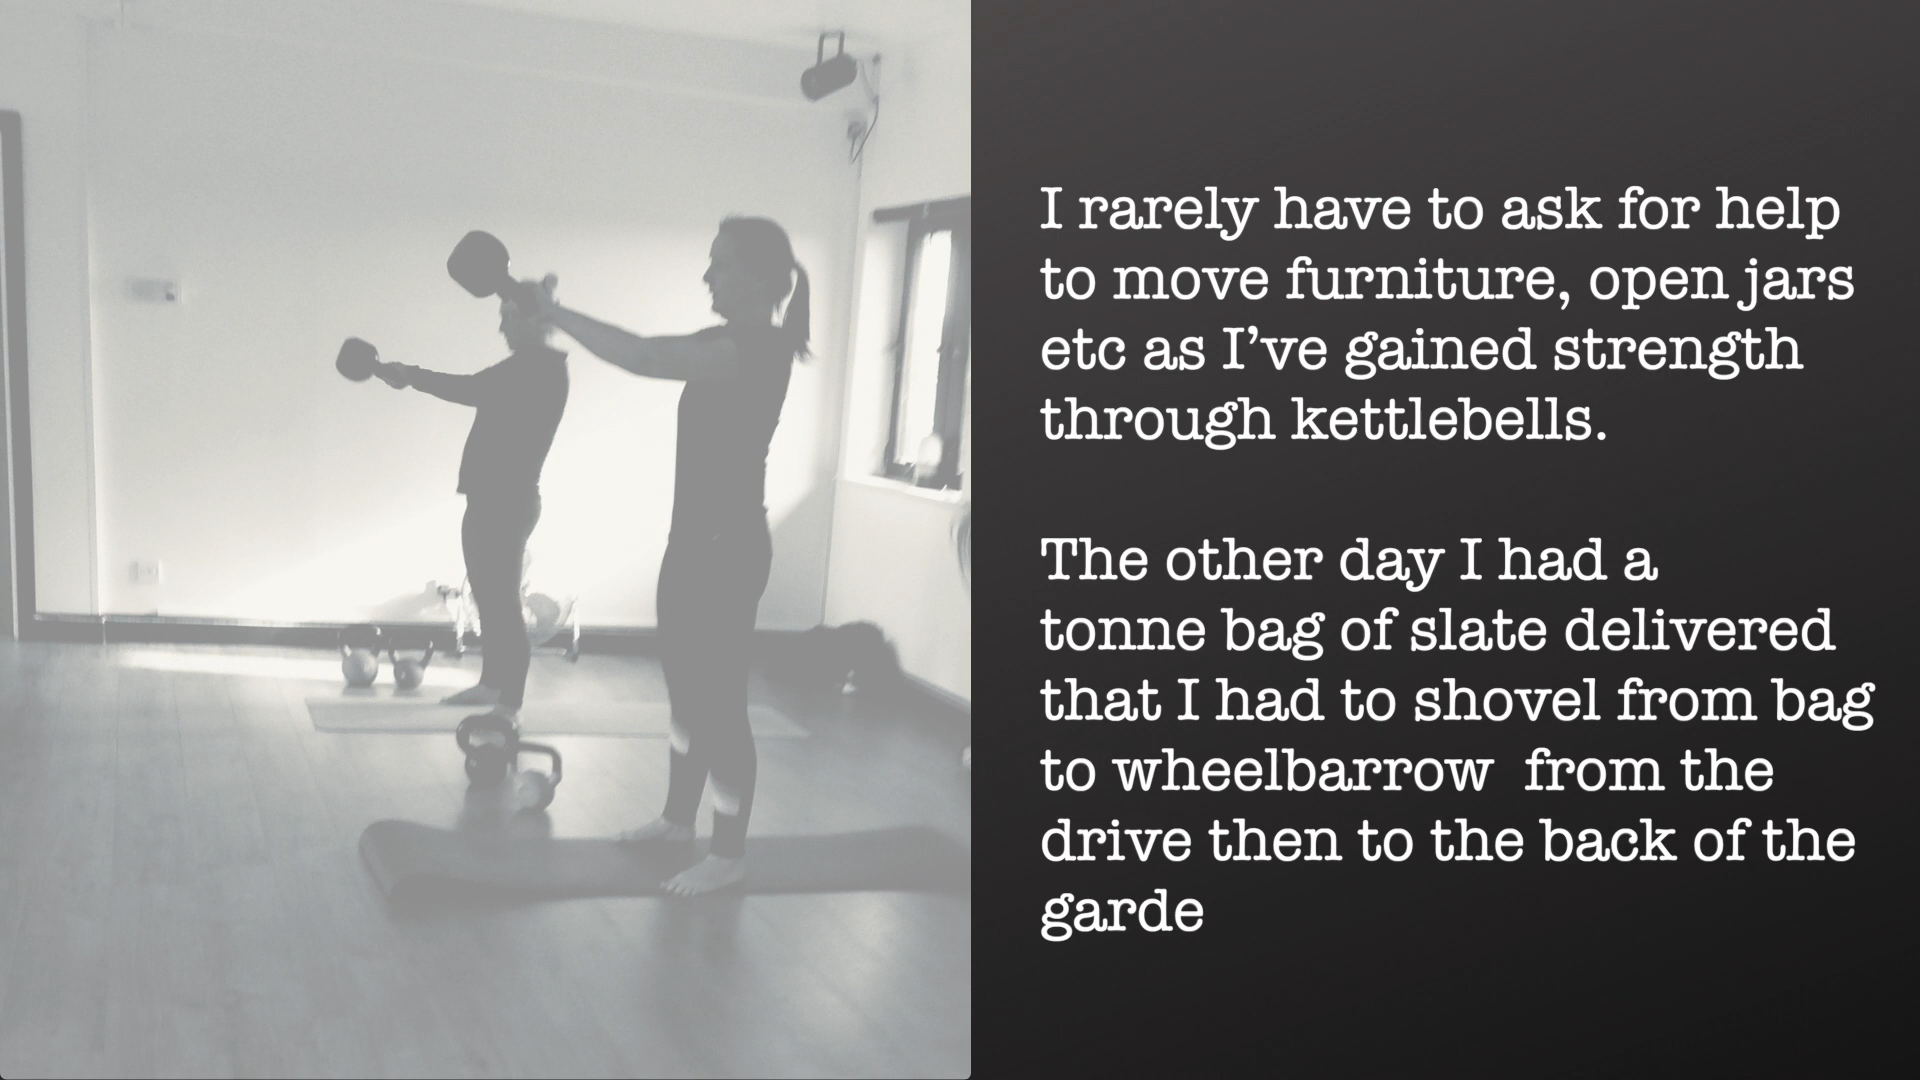 I rarely have to ask for help
to move furniture, open jars
etc as I’ve gained strength
through kettlebells.
The other day I had a
tonne bag of slate delivered
that I had to shovel from bag
to wheelbarrow  from the
drive then to the back of the
garde